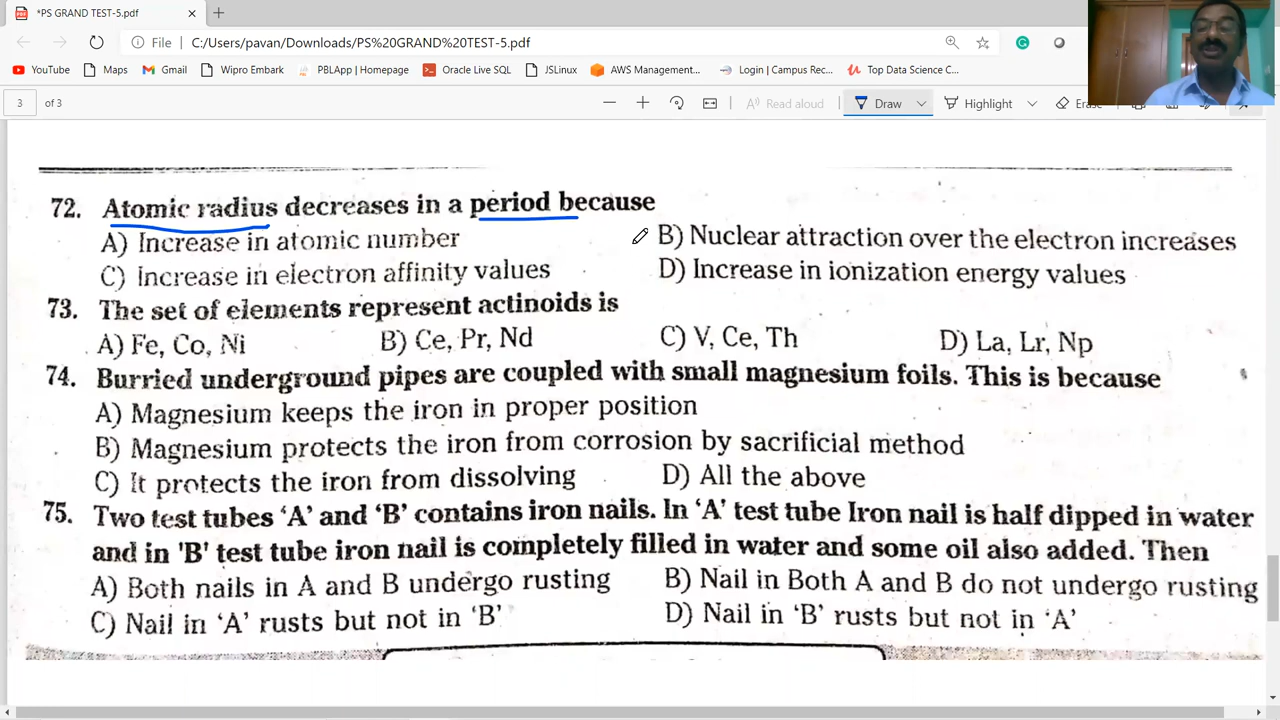 *PS GRAND TEST-5.pdf
File C:/Users/pavan/Downloads/PS%20GRAND%20TEST-5.pdf
YouTube Maps Gmail Wipro Embark PBLApp | Homepage Oracle Live SQL JSLinux AWS Management... Login | Campus Rec... Top Data Science C...
3 of 3 Read aloud Draw Highlight Erase
72. Atomic radius decreases in a period because
A) Increase in atomic number B) Nuclear attraction over the electron increases
C) Increase in electron affinity values D) Increase in ionization energy values
73. The set of elements represent actinoids is
A) Fe, Co, Ni B) Ce, Pr, Nd C) V, Ce, Th D) La, Lr, Np
74. Burried underground pipes are coupled with small magnesium foils. This is because
A) Magnesium keeps the iron in proper position
B) Magnesium protects the iron from corrosion by sacrificial method
C) It protects the iron from dissolving D) All the above
75. Two test tubes 'A' and 'B' contains iron nails. In 'A' test tube Iron nail is half dipped in water
and in 'B' test tube iron nail is completely filled in water and some oil also added. Then
A) Both nails in A and B undergo rusting B) Nail in Both A and B do not undergo rusting
C) Nail in 'A' rusts but not in 'B' D) Nail in 'B' rusts but not in 'A'